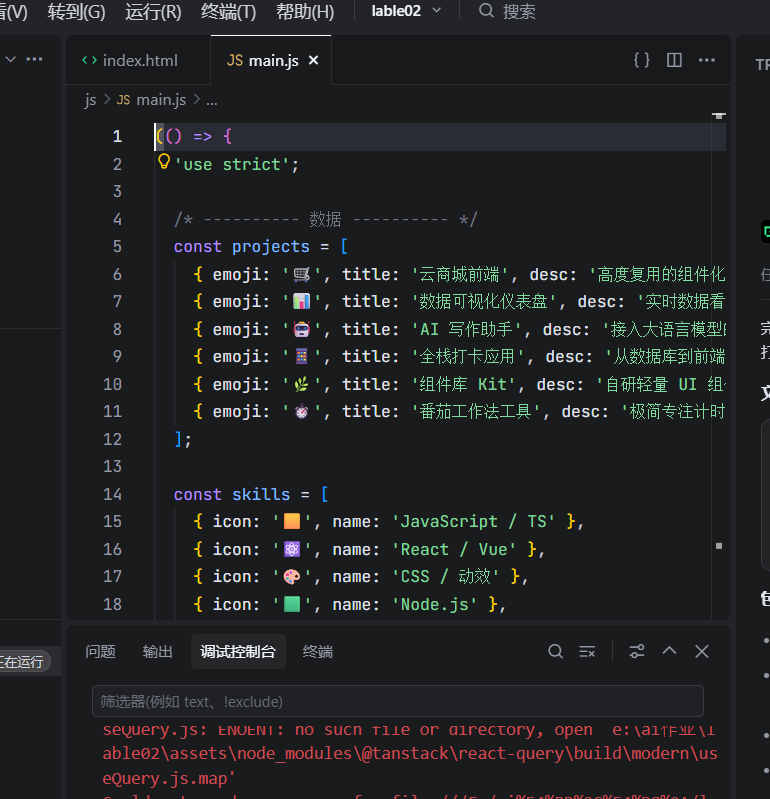 转到(G) 运行(R) 终端(T) 帮助(H) lable02 搜索
index.html JS main.js
js JS main.js ...
1 (() => {
2 'use strict';
3
4 /* ---------- 数据 ---------- */
5 const projects = [
6 { emoji: '🛒', title: '云商城前端', desc: '高度复用的组件化
7 { emoji: '📊', title: '数据可视化仪表盘', desc: '实时数据看
8 { emoji: '🤖', title: 'AI 写作助手', desc: '接入大语言模型
9 { emoji: '📱', title: '全栈打卡应用', desc: '从数据库到前端
10 { emoji: '🌿', title: '组件库 Kit', desc: '自研轻量 UI 组
11 { emoji: '⏱', title: '番茄工作法工具', desc: '极简专注计时
12 ];
13
14 const skills = [
15 { icon: '🟧', name: 'JavaScript / TS' },
16 { icon: '⚛️', name: 'React / Vue' },
17 { icon: '🎨', name: 'CSS / 动效' },
18 { icon: '🟩', name: 'Node.js' },
正在运行
问题 输出 调试控制台 终端
筛选器(例如 text、!exclude)
seQuery.js: ENOENT: no such file or directory, open 'e:\ai作业\l
able02\assets\node_modules\@tanstack\react-query\build\modern\us
eQuery.js.map'